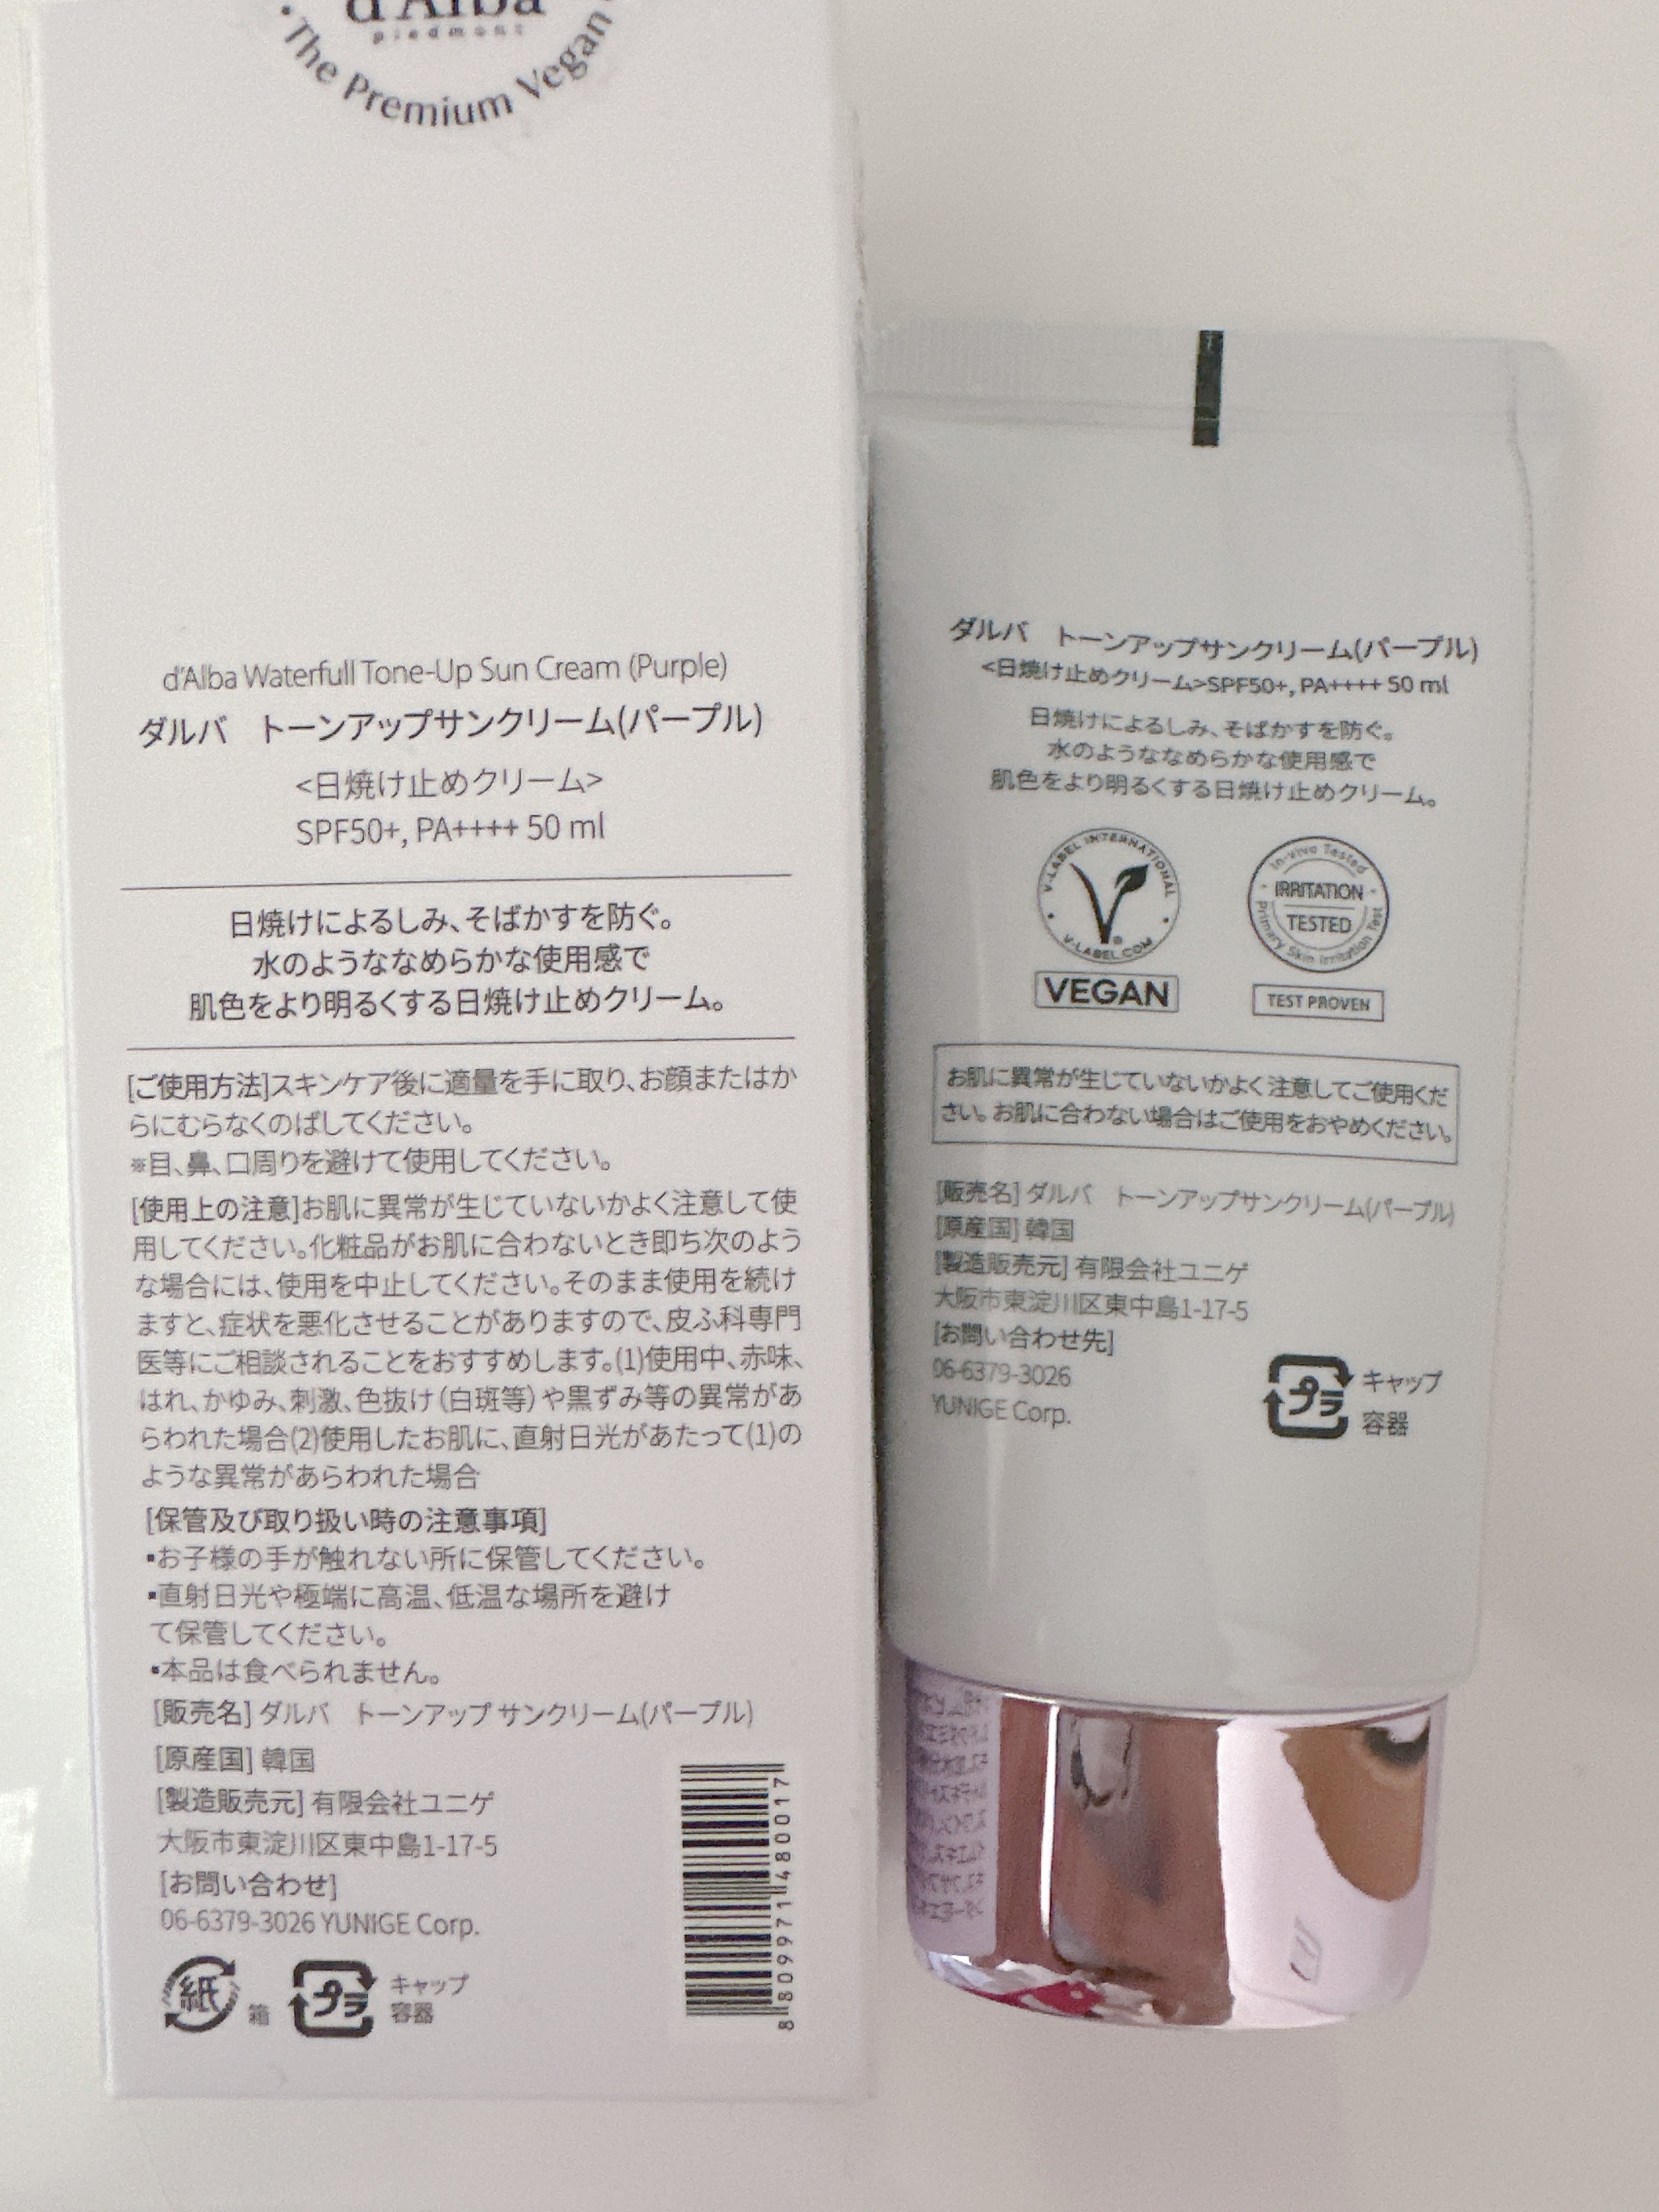 d'Alba
piedmont
• The Premium Vegan
d'Alba Waterfull Tone-Up Sun Cream (Purple)
ダルバ　トーンアップサンクリーム(パープル)
<日焼け止めクリーム>
SPF50+, PA++++ 50 ml
日焼けによるしみ、そばかすを防ぐ。
水のようななめらかな使用感で
肌色をより明るくする日焼け止めクリーム。
[ご使用方法]スキンケア後に適量を手に取り、お顔またはか
らにむらなくのばしてください。
※目、鼻、口周りを避けて使用してください。
[使用上の注意]お肌に異常が生じていないかよく注意して使
用してください。化粧品がお肌に合わないとき即ち次のよう
な場合には、使用を中止してください。そのまま使用を続け
ますと、症状を悪化させることがありますので、皮ふ科専門
医等にご相談されることをおすすめします。(1)使用中、赤味、
はれ、かゆみ、刺激、色抜け（白斑等）や黒ずみ等の異常があ
らわれた場合(2)使用したお肌に、直射日光があたって(1)の
ような異常があらわれた場合
[保管及び取り扱い時の注意事項]
▪お子様の手が触れない所に保管してください。
▪直射日光や極端に高温、低温な場所を避け
て保管してください。
▪本品は食べられません。
[販売名] ダルバ　トーンアップ サンクリーム(パープル)
[原産国] 韓国
[製造販売元] 有限会社ユニゲ
大阪市東淀川区東中島1-17-5
[お問い合わせ]
06-6379-3026 YUNIGE Corp.
紙 箱 プラ キャップ
容器
8 809971 480017
ダルバ　トーンアップサンクリーム(パープル)
<日焼け止めクリーム>SPF50+, PA++++ 50 ml
日焼けによるしみ、そばかすを防ぐ。
水のようななめらかな使用感で
肌色をより明るくする日焼け止めクリーム。
V-LABEL INTERNATIONAL
• V-LABEL.COM •
VEGAN
In-vivo Tested
IRRITATION
TESTED
Primary Skin Irritation Test
TEST PROVEN
お肌に異常が生じていないかよく注意してご使用くだ
さい。お肌に合わない場合はご使用をおやめください。
[販売名] ダルバ　トーンアップサンクリーム(パープル)
[原産国] 韓国
[製造販売元] 有限会社ユニゲ
大阪市東淀川区東中島1-17-5
[お問い合わせ先]
06-6379-3026
YUNIGE Corp.
プラ キャップ
容器